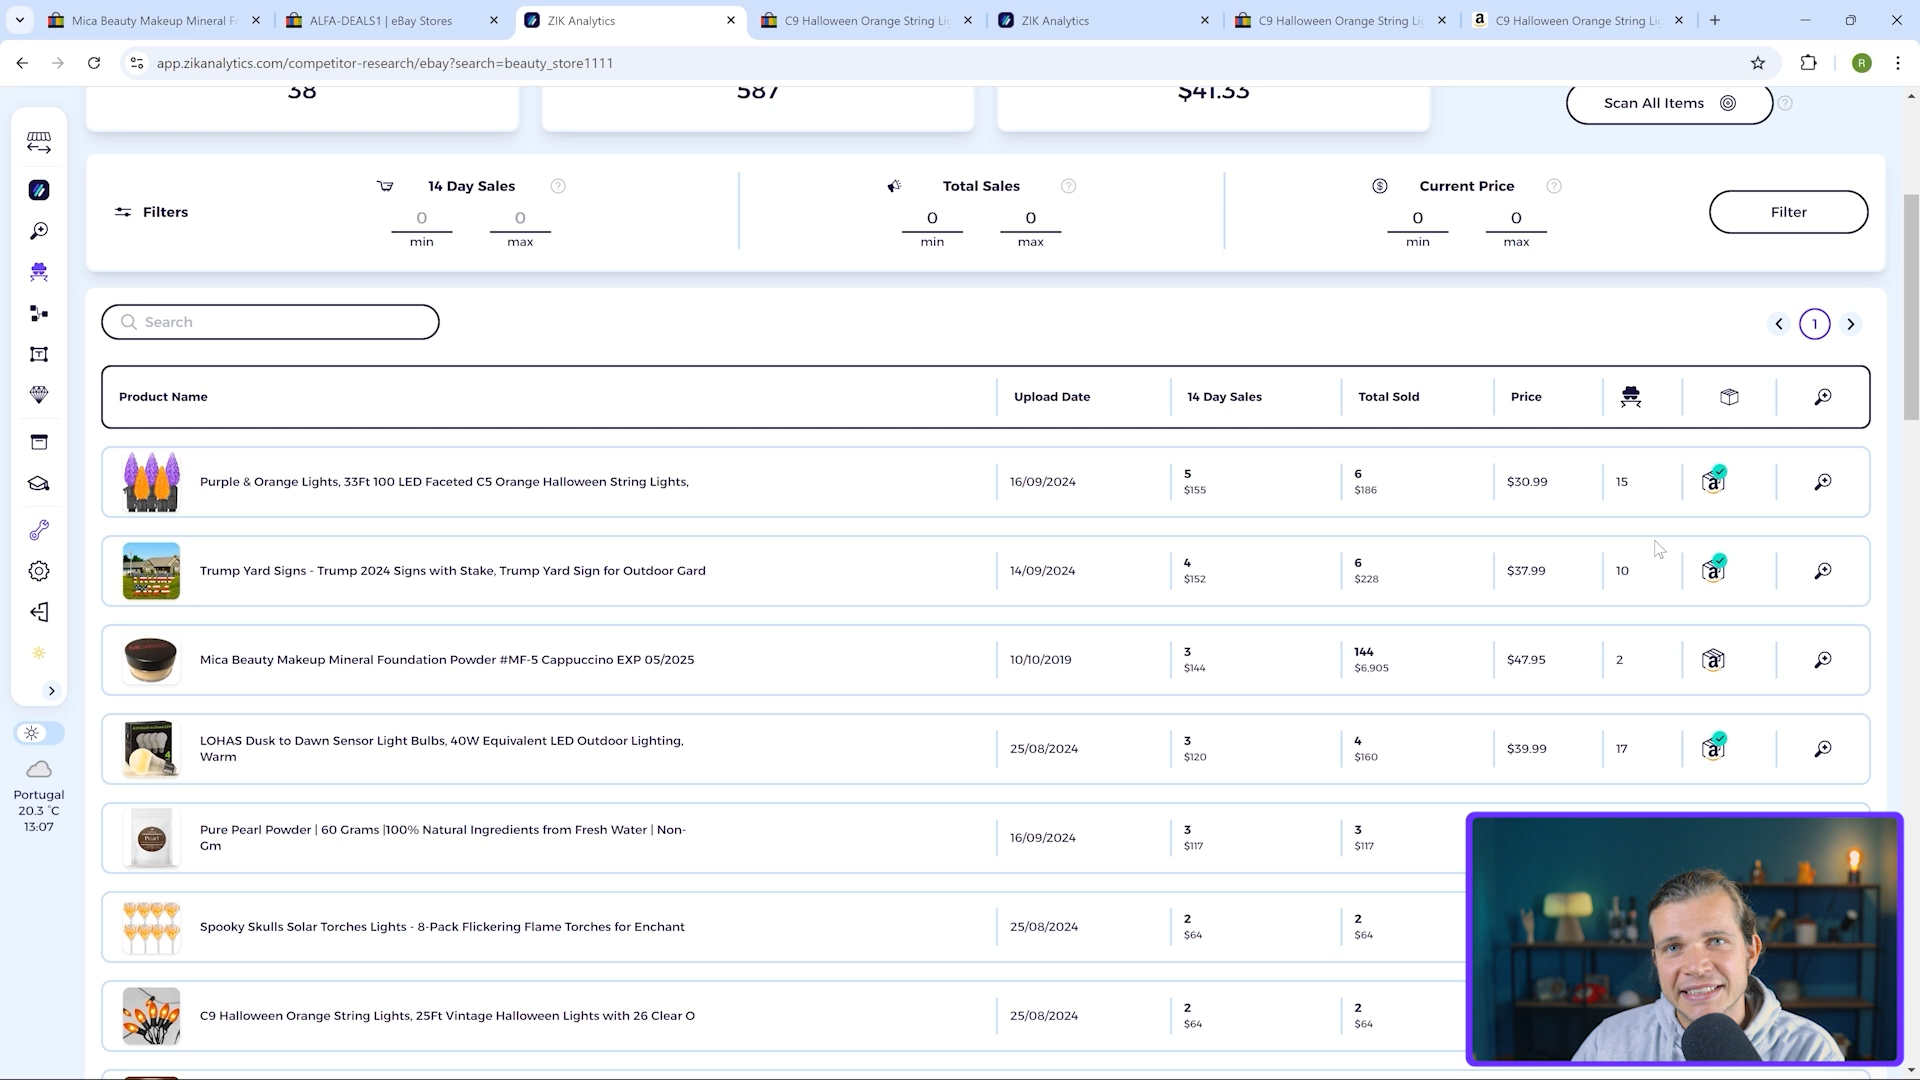 Mica Beauty Makeup Mineral F
ALFA-DEALS1 | eBay Stores
ZIK Analytics
C9 Halloween Orange String Li
ZIK Analytics
C9 Halloween Orange String Li
C9 Halloween Orange String Li
app.zikanalytics.com/competitor-research/ebay?search=beauty_store1111
R
38
587
$41.33
Scan All Items
Filters
14 Day Sales
0
min
0
max
Total Sales
0
min
0
max
Current Price
0
min
0
max
Filter
Search
1
Product Name
Upload Date
14 Day Sales
Total Sold
Price
Purple & Orange Lights, 33Ft 100 LED Faceted C5 Orange Halloween String Lights,
16/09/2024
5
$155
6
$186
$30.99
15
Trump Yard Signs - Trump 2024 Signs with Stake, Trump Yard Sign for Outdoor Gard
14/09/2024
4
$152
6
$228
$37.99
10
Mica Beauty Makeup Mineral Foundation Powder #MF-5 Cappuccino EXP 05/2025
10/10/2019
3
$144
144
$6,905
$47.95
2
LOHAS Dusk to Dawn Sensor Light Bulbs, 40W Equivalent LED Outdoor Lighting,
Warm
25/08/2024
3
$120
4
$160
$39.99
17
Pure Pearl Powder | 60 Grams |100% Natural Ingredients from Fresh Water | Non-
Gm
16/09/2024
3
$117
3
$117
Spooky Skulls Solar Torches Lights - 8-Pack Flickering Flame Torches for Enchant
25/08/2024
2
$64
2
$64
C9 Halloween Orange String Lights, 25Ft Vintage Halloween Lights with 26 Clear O
25/08/2024
2
$64
2
$64
Portugal
20.3 °C
13:07